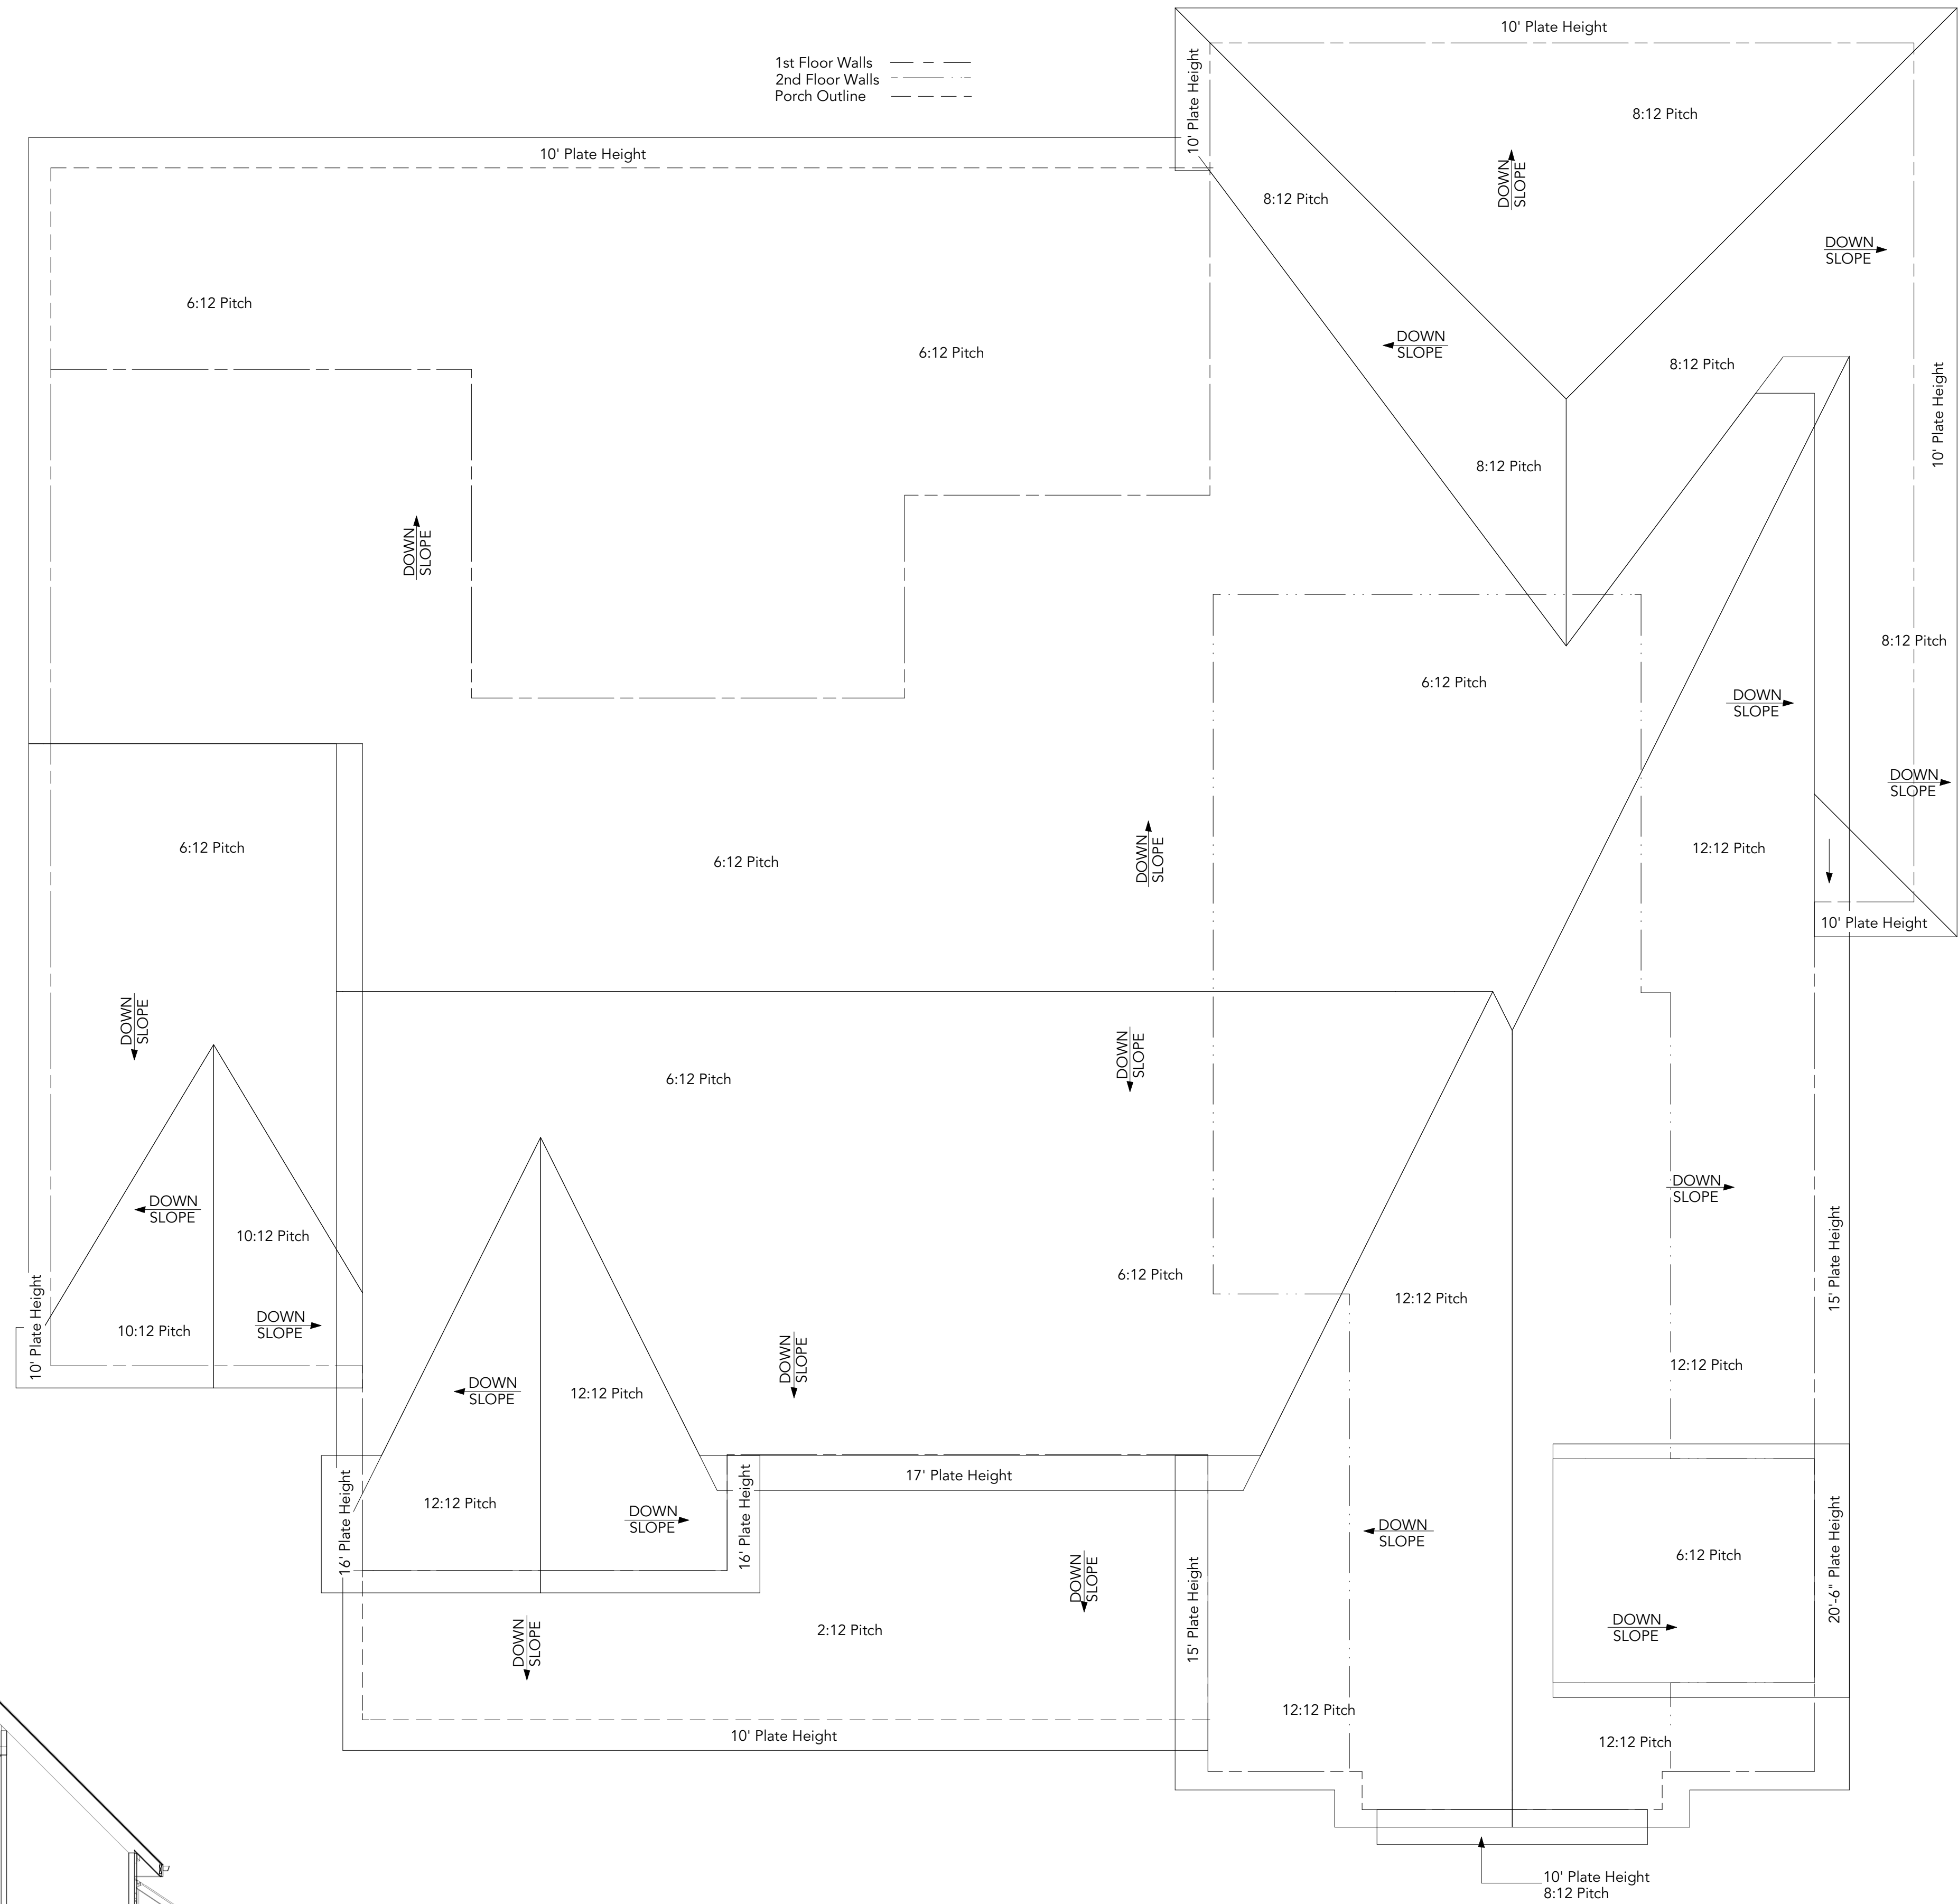 10' Plate Height
10' Plate Height
1st Floor Walls
2nd Floor Walls
Porch Outline
8:12 Pitch
10' Plate Height
DOWN
SLOPE
8:12 Pitch
DOWN
SLOPE
6:12 Pitch
DOWN
SLOPE
6:12 Pitch
8:12 Pitch
10' Plate Height
8:12 Pitch
DOWN
SLOPE
8:12 Pitch
6:12 Pitch
DOWN
SLOPE
DOWN
SLOPE
6:12 Pitch
6:12 Pitch
DOWN
SLOPE
12:12 Pitch
10' Plate Height
DOWN
SLOPE
DOWN
SLOPE
6:12 Pitch
DOWN
SLOPE
DOWN
SLOPE
10:12 Pitch
6:12 Pitch
12:12 Pitch
15' Plate Height
10' Plate Height
DOWN
SLOPE
10:12 Pitch
DOWN
SLOPE
12:12 Pitch
DOWN
SLOPE
12:12 Pitch
17' Plate Height
12:12 Pitch
16' Plate Height
16' Plate Height
DOWN
SLOPE
DOWN
SLOPE
6:12 Pitch
20'-6" Plate Height
DOWN
SLOPE
15' Plate Height
DOWN
SLOPE
2:12 Pitch
DOWN
SLOPE
12:12 Pitch
10' Plate Height
12:12 Pitch
10' Plate Height
8:12 Pitch